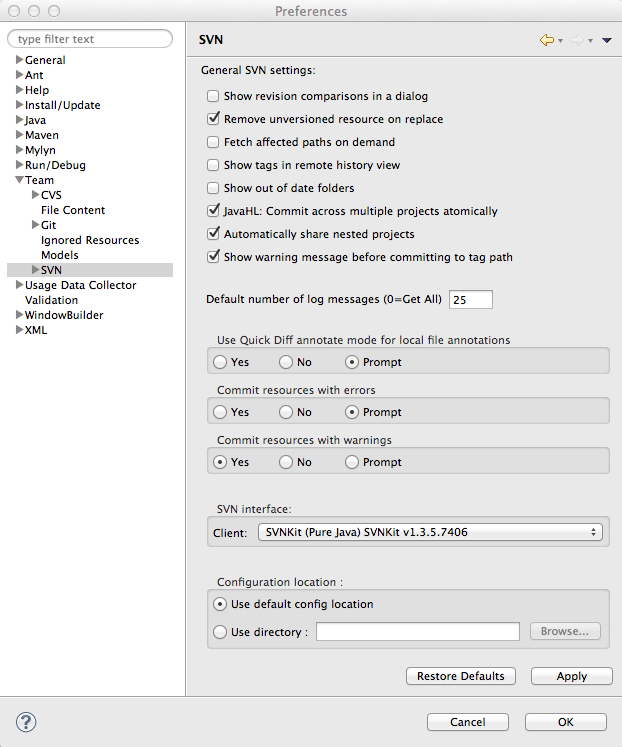 Preferences
type filter text
General
Ant
Help
Install/Update
Java
Maven
Mylyn
Run/Debug
Team
CVS
File Content
Git
Ignored Resources
Models
SVN
Usage Data Collector
Validation
WindowBuilder
XML
SVN
General SVN settings:
Show revision comparisons in a dialog
Remove unversioned resource on replace
Fetch affected paths on demand
Show tags in remote history view
Show out of date folders
JavaHL: Commit across multiple projects atomically
Automatically share nested projects
Show warning message before committing to tag path
Default number of log messages (0=Get All) 25
Use Quick Diff annotate mode for local file annotations
Yes No Prompt
Commit resources with errors
Yes No Prompt
Commit resources with warnings
Yes No Prompt
SVN interface:
Client: SVNKit (Pure Java) SVNKit v1.3.5.7406
Configuration location :
Use default config location
Use directory : Browse...
Restore Defaults Apply
? Cancel OK